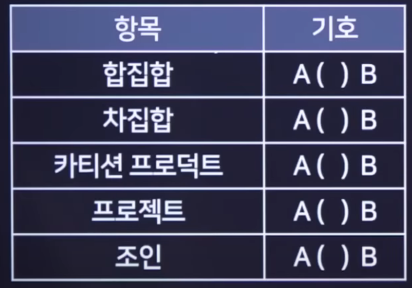 항목 기호
합집합 A ( ) B
차집합 A ( ) B
카티션 프로덕트 A ( ) B
프로젝트 A ( ) B
조인 A ( ) B